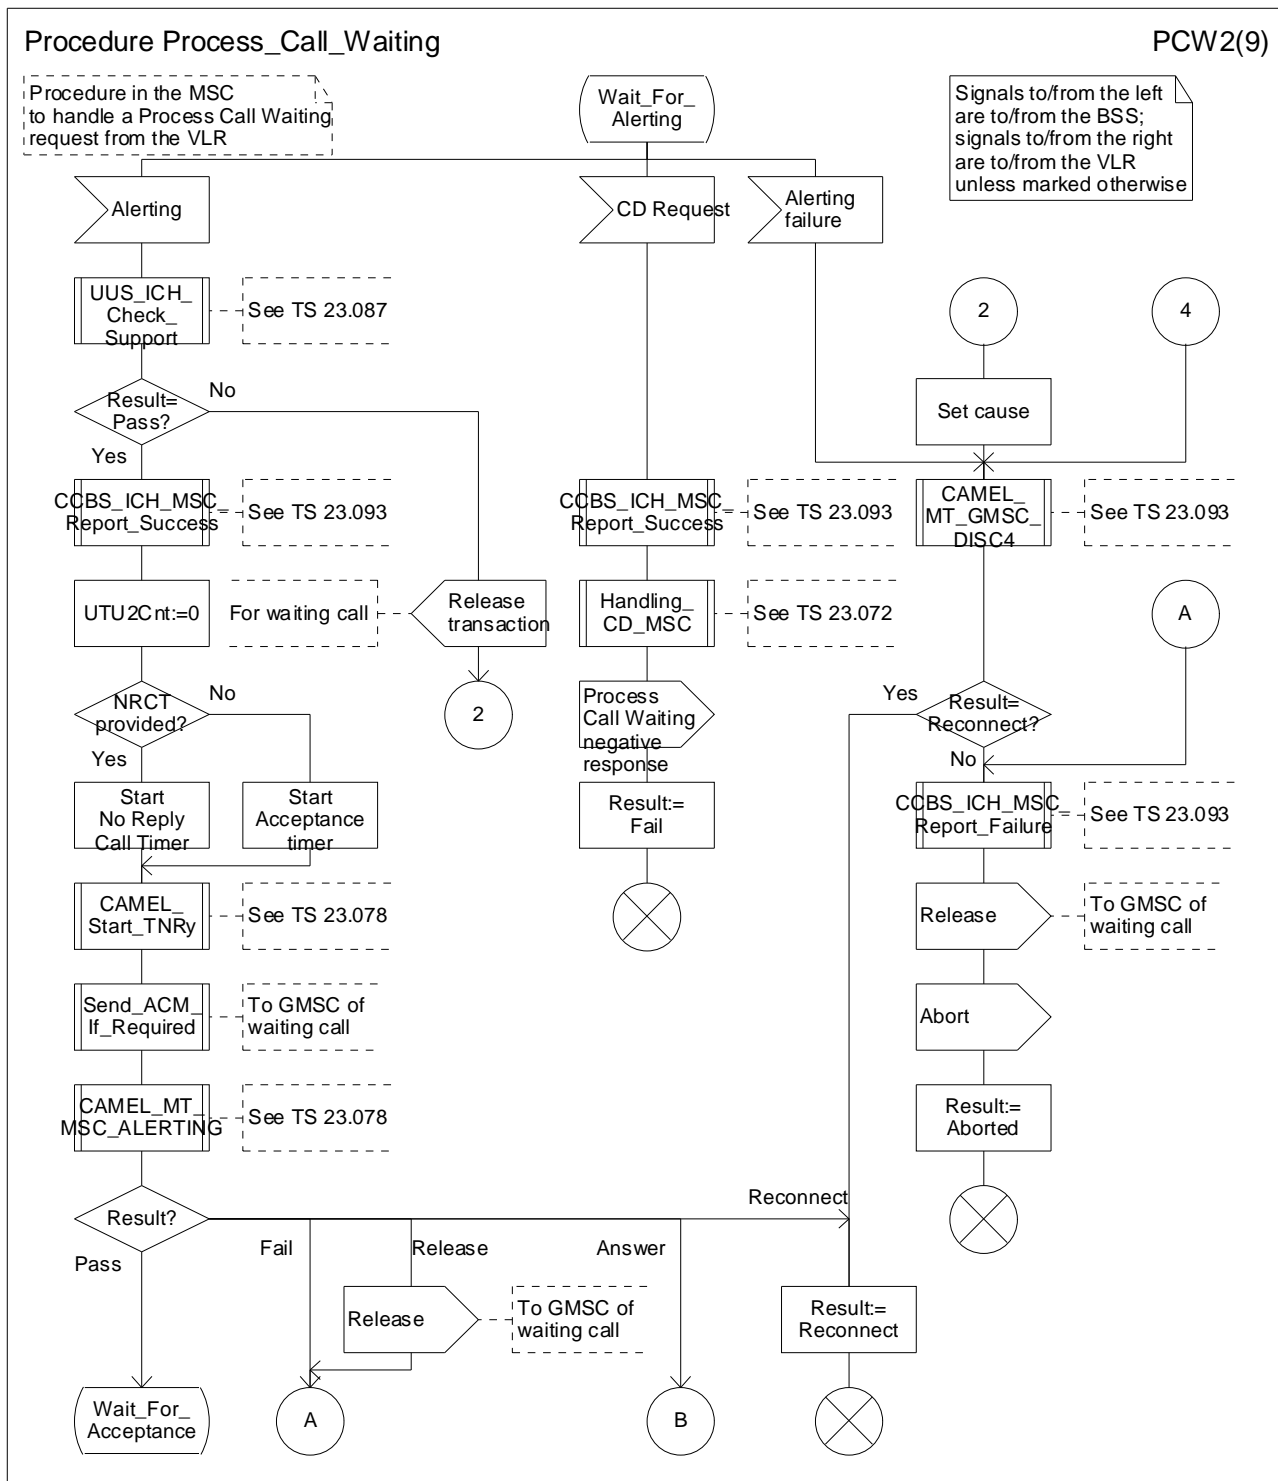 Procedure Process_Call_Waiting
PCW2(9)
Procedure in the MSC
to handle a Process Call Waiting
request from the VLR
Wait_For_
Alerting
Signals to/from the left
are to/from the BSS;
signals to/from the right
are to/from the VLR
unless marked otherwise
Alerting
CD Request
Alerting
failure
UUS_ICH_
Check_
Support
See TS 23.087
2
4
Result=
Pass?
No
Yes
Set cause
CCBS_ICH_MSC_
Report_Success
See TS 23.093
CCBS_ICH_MSC_
Report_Success
See TS 23.093
CAMEL_
MT_GMSC_
DISC4
See TS 23.093
UTU2Cnt:=0
For waiting call
Release
transaction
Handling_
CD_MSC
See TS 23.072
A
NRCT
provided?
No
Yes
2
Process
Call Waiting
negative
response
Yes
Result=
Reconnect?
No
Start
No Reply
Call Timer
Start
Acceptance
timer
Result:=
Fail
CCBS_ICH_MSC_
Report_Failure
See TS 23.093
CAMEL_
Start_TNRy
See TS 23.078
Release
To GMSC of
waiting call
Send_ACM_
If_Required
To GMSC of
waiting call
Abort
CAMEL_MT_
MSC_ALERTING
See TS 23.078
Result:=
Aborted
Result?
Reconnect
Pass
Fail
Release
Answer
Release
To GMSC of
waiting call
Result:=
Reconnect
Wait_For_
Acceptance
A
B